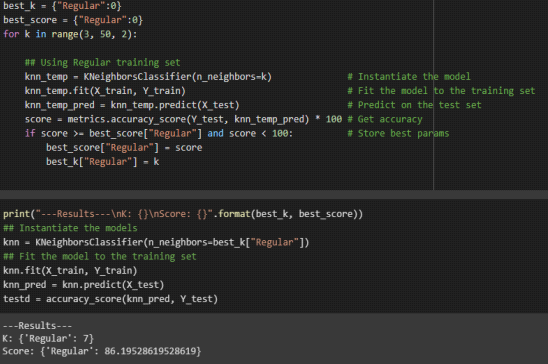 best_k = {"Regular":0}
best_score = {"Regular":0}
for k in range(3, 50, 2):
## Using Regular training set
knn_temp = KNeighborsClassifier(n_neighbors=k) # Instantiate the model
knn_temp.fit(X_train, Y_train) # Fit the model to the training set
knn_temp_pred = knn_temp.predict(X_test) # Predict on the test set
score = metrics.accuracy_score(Y_test, knn_temp_pred) * 100 # Get accuracy
if score >= best_score["Regular"] and score < 100: # Store best params
best_score["Regular"] = score
best_k["Regular"] = k
print("---Results---\nK: {}\nScore: {}".format(best_k, best_score))
## Instantiate the models
knn = KNeighborsClassifier(n_neighbors=best_k["Regular"])
## Fit the model to the training set
knn.fit(X_train, Y_train)
knn_pred = knn.predict(X_test)
testd = accuracy_score(knn_pred, Y_test)
---Results---
K: {'Regular': 7}
Score: {'Regular': 86.19528619528619}